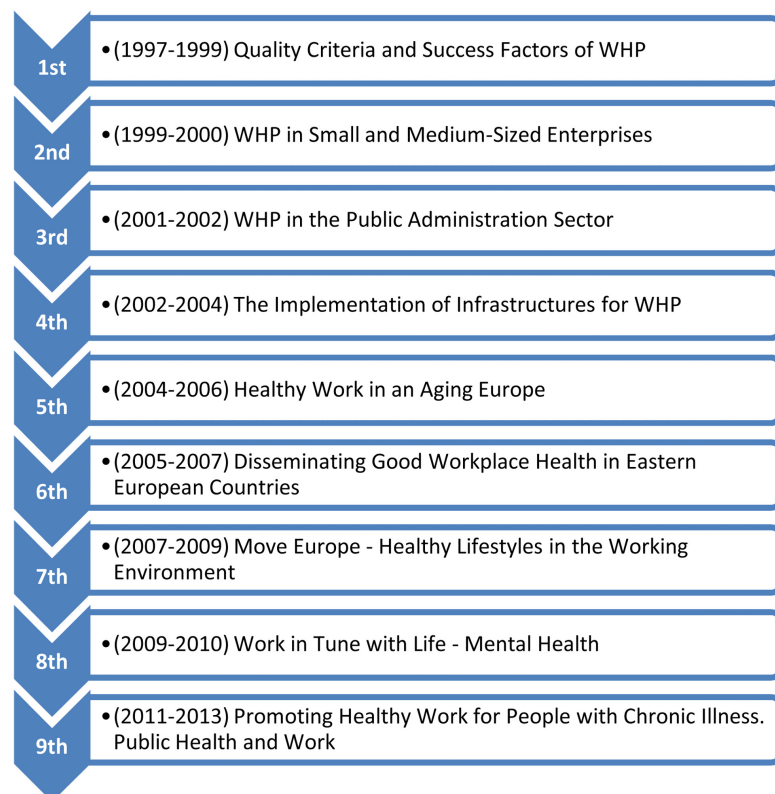 1st
•(1997-1999) Quality Criteria and Success Factors of WHP
2nd
•(1999-2000) WHP in Small and Medium-Sized Enterprises
3rd
•(2001-2002) WHP in the Public Administration Sector
4th
•(2002-2004) The Implementation of Infrastructures for WHP
5th
•(2004-2006) Healthy Work in an Aging Europe
6th
•(2005-2007) Disseminating Good Workplace Health in Eastern
European Countries
7th
•(2007-2009) Move Europe - Healthy Lifestyles in the Working
Environment
8th
•(2009-2010) Work in Tune with Life - Mental Health
9th
•(2011-2013) Promoting Healthy Work for People with Chronic Illness.
Public Health and Work